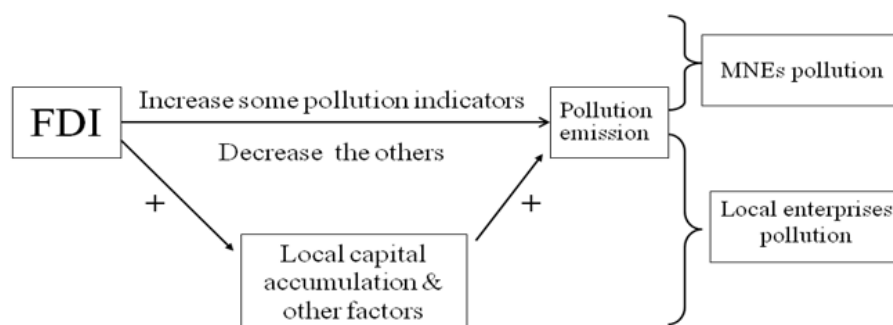 FDI
Increase some pollution indicators
Decrease the others
+
Local capital
accumulation &
other factors
+
Pollution
emission
MNEs pollution
Local enterprises
pollution